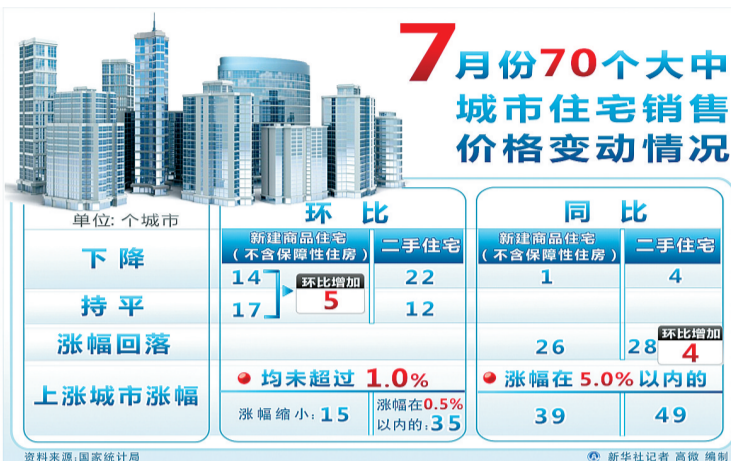 7月份70个大中
城市住宅销售
价格变动情况
单位: 个城市
环比
同比
新建商品住宅
（不含保障性住房）
二手住宅
新建商品住宅
（不含保障性住房）
二手住宅
下降
14
22
1
4
环比增加
5
持平
17
12
涨幅回落
26
28
环比增加
4
上涨城市涨幅
均未超过 1.0%
涨幅在 5.0% 以内的
涨幅缩小: 15
涨幅在0.5%
以内的: 35
39
49
资料来源: 国家统计局
新华社记者 高微 编制